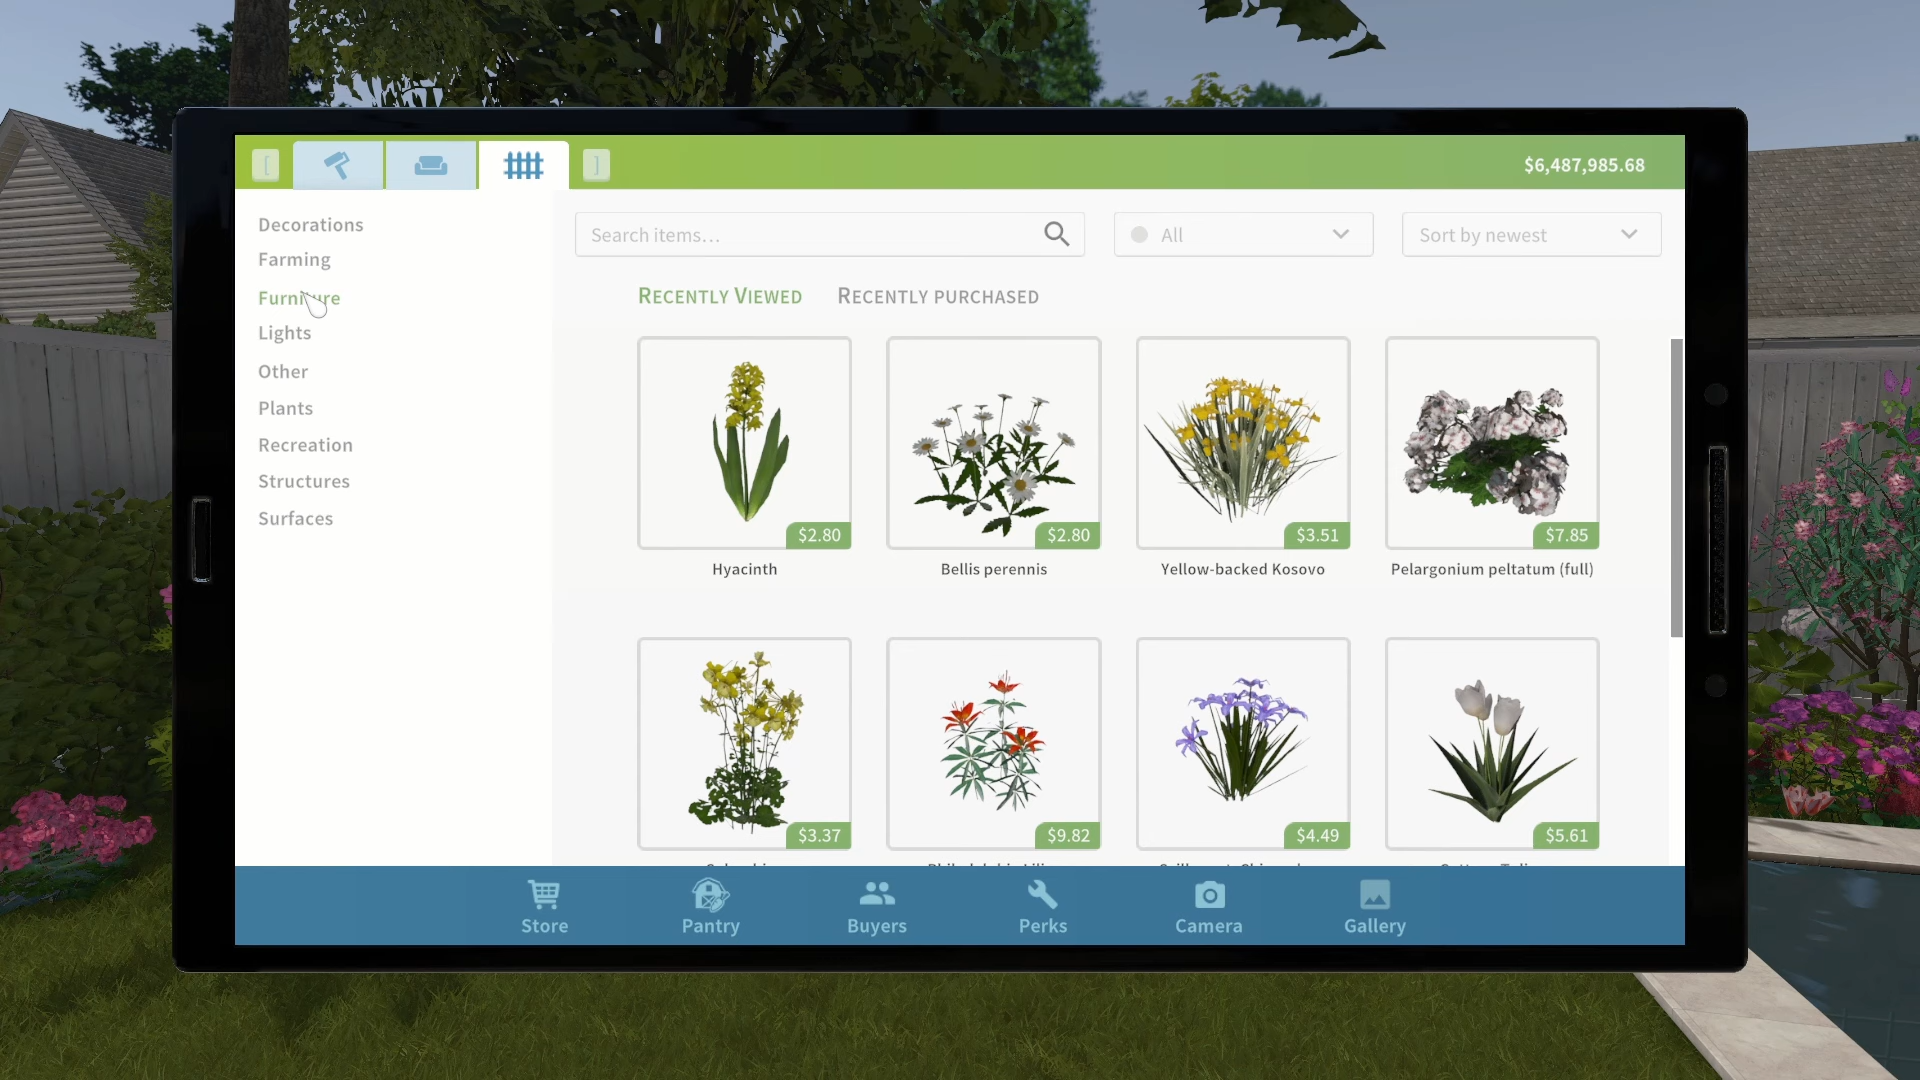 [
]
$6,487,985.68
Decorations
Farming
Furniture
Lights
Other
Plants
Recreation
Structures
Surfaces
Search items...
All
Sort by newest
RECENTLY VIEWED
RECENTLY PURCHASED
$2.80
$2.80
$3.51
$7.85
Hyacinth
Bellis perennis
Yellow-backed Kosovo
Pelargonium peltatum (full)
$3.37
$9.82
$4.49
$5.61
Store
Pantry
Buyers
Perks
Camera
Gallery